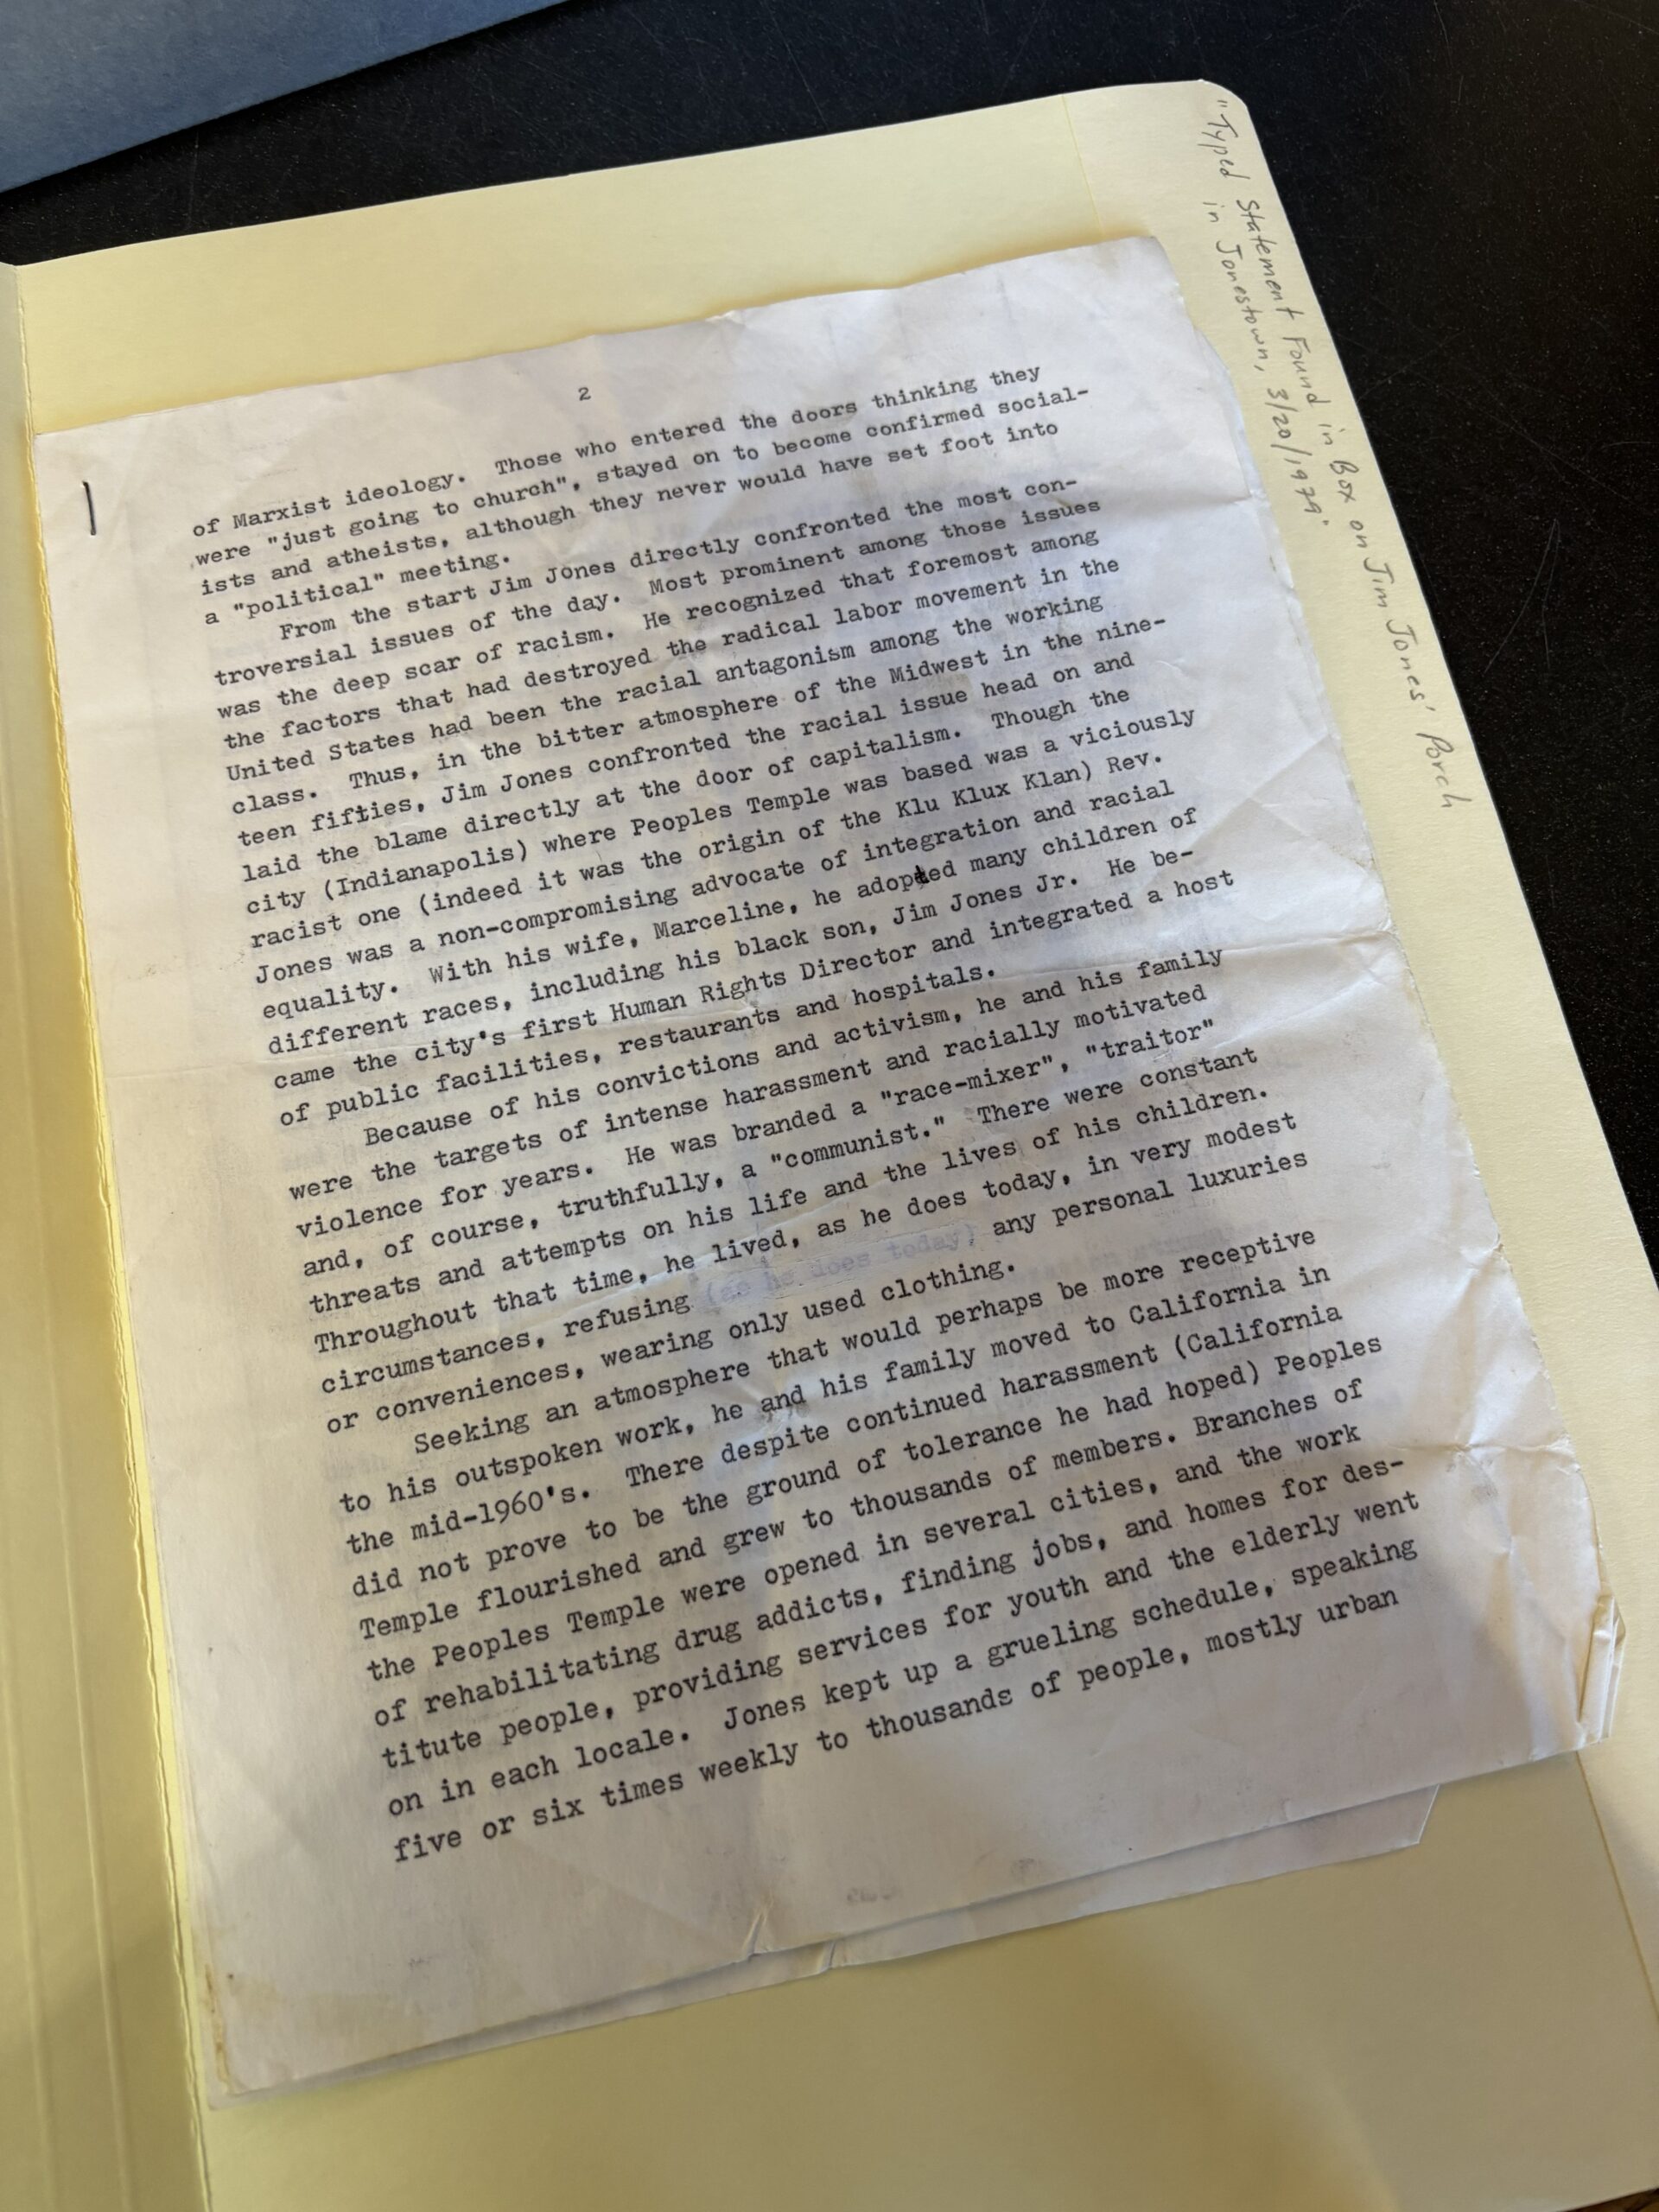 "Typed Statement Found in Box on Jim Jones' Porch
in Jonestown, 3/20/1979.
2
of Marxist ideology. Those who entered the doors thinking they
were "just going to church", stayed on to become confirmed social-
ists and atheists, although they never would have set foot into
a "political" meeting.
From the start Jim Jones directly confronted the most con-
troversial issues of the day. Most prominent among those issues
was the deep scar of racism. He recognized that foremost among
the factors that had destroyed the radical labor movement in the
United States had been the racial antagonism among the working
class. Thus, in the bitter atmosphere of the Midwest in the nine-
teen fifties, Jim Jones confronted the racial issue head on and
laid the blame directly at the door of capitalism. Though the
city (Indianapolis) where Peoples Temple was based was a viciously
racist one (indeed it was the origin of the Klu Klux Klan) Rev.
Jones was a non-compromising advocate of integration and racial
equality. With his wife, Marceline, he adopted many children of
different races, including his black son, Jim Jones Jr. He be-
came the city's first Human Rights Director and integrated a host
of public facilities, restaurants and hospitals.
Because of his convictions and activism, he and his family
were the targets of intense harassment and racially motivated
violence for years. He was branded a "race-mixer", "traitor"
and, of course, truthfully, a "communist." There were constant
threats and attempts on his life and the lives of his children.
Throughout that time, he lived, as he does today, in very modest
circumstances, refusing (as he does today) any personal luxuries
or conveniences, wearing only used clothing.
Seeking an atmosphere that would perhaps be more receptive
to his outspoken work, he and his family moved to California in
the mid-1960's. There despite continued harassment (California
did not prove to be the ground of tolerance he had hoped) Peoples
Temple flourished and grew to thousands of members. Branches of
the Peoples Temple were opened in several cities, and the work
of rehabilitating drug addicts, finding jobs, and homes for des-
titute people, providing services for youth and the elderly went
on in each locale. Jones kept up a grueling schedule, speaking
five or six times weekly to thousands of people, mostly urban